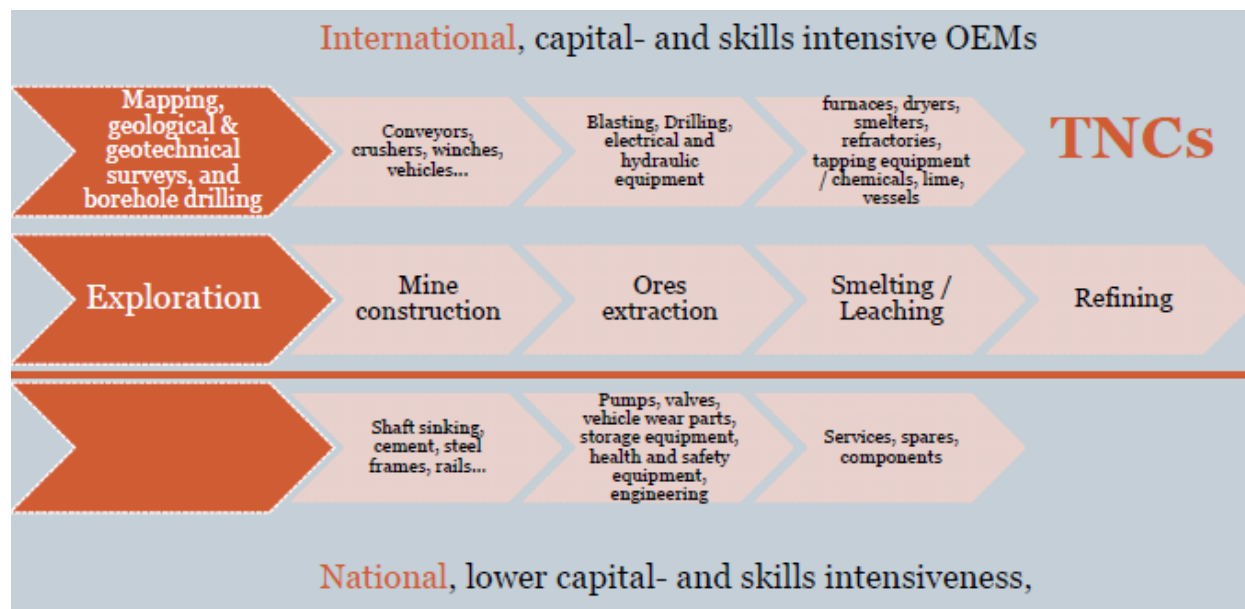 International, capital- and skills intensive OEMs
Mapping,
geological &
geotechnical
surveys, and
borehole drilling
Conveyors,
crushers, winches,
vehicles...
Blasting, Drilling,
electrical and
hydraulic
equipment
furnaces, dryers,
smelters,
refractories,
tapping equipment
/ chemicals, lime,
vessels
TNCs
Exploration
Mine
construction
Ores
extraction
Smelting /
Leaching
Refining
Shaft sinking,
cement, steel
frames, rails...
Pumps, valves,
vehicle wear parts,
storage equipment,
health and safety
equipment,
engineering
Services, spares,
components
National, lower capital- and skills intensiveness,